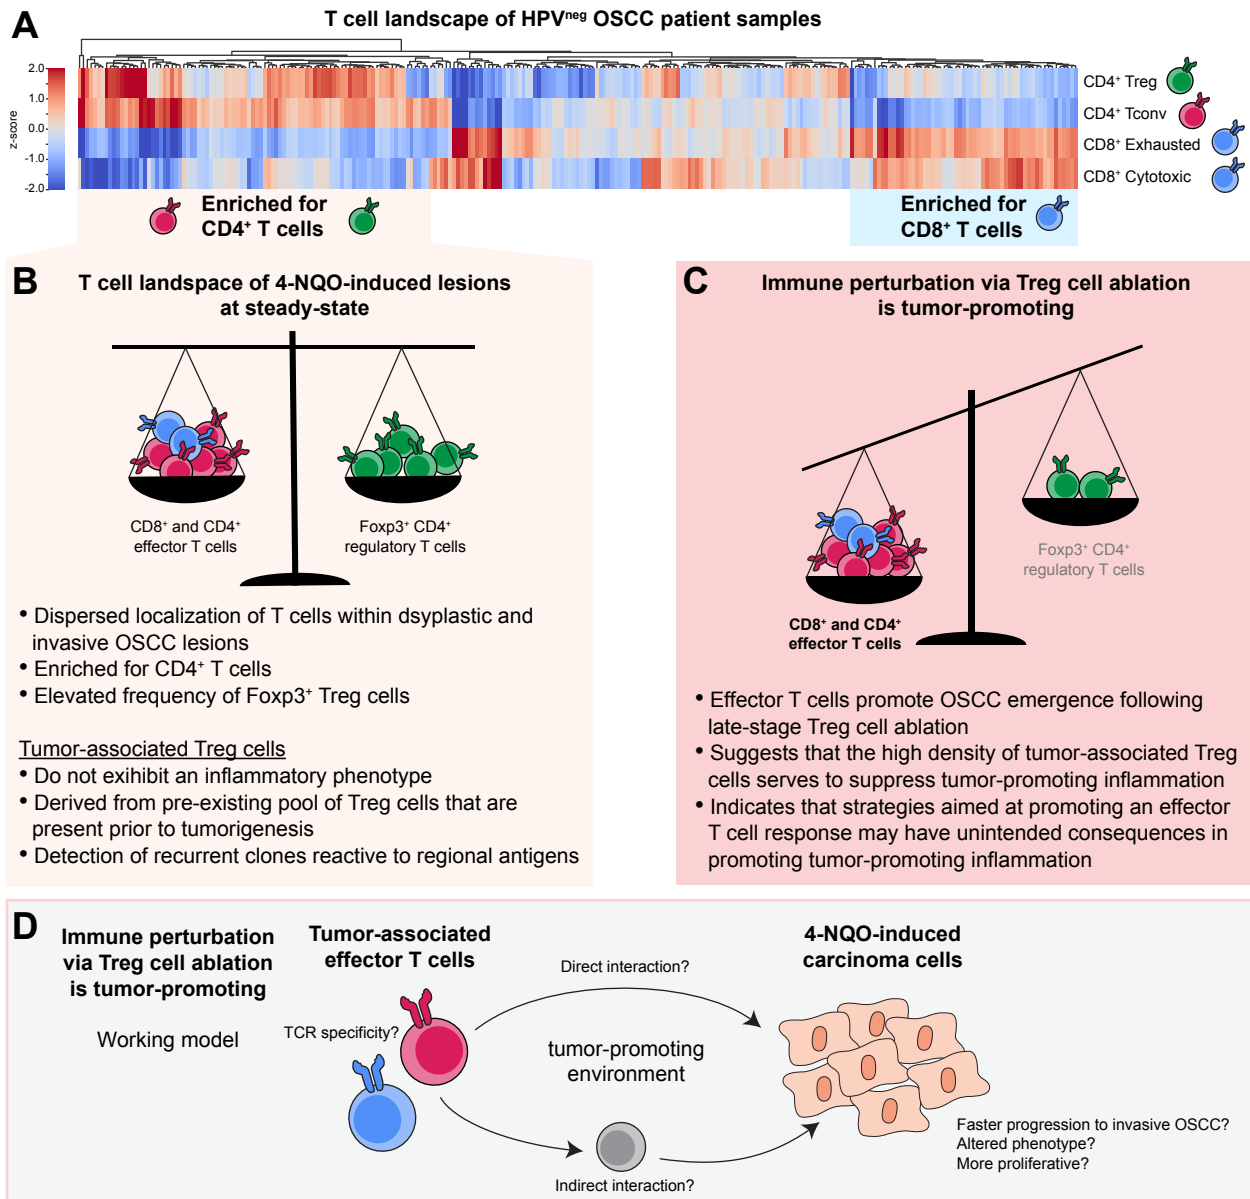 A
T cell landscape of HPVneg OSCC patient samples
2.0
1.0
0.0
-1.0
-2.0
z-score
CD4+ Treg
CD4+ Tconv
CD8+ Exhausted
CD8+ Cytotoxic
Enriched for
CD4+ T cells
Enriched for
CD8+ T cells
B
T cell landspace of 4-NQO-induced lesions
at steady-state
CD8+ and CD4+
effector T cells
Foxp3+ CD4+
regulatory T cells
• Dispersed localization of T cells within dsyplastic and
invasive OSCC lesions
• Enriched for CD4+ T cells
• Elevated frequency of Foxp3+ Treg cells
Tumor-associated Treg cells
• Do not exihibit an inflammatory phenotype
• Derived from pre-existing pool of Treg cells that are
present prior to tumorigenesis
• Detection of recurrent clones reactive to regional antigens
C
Immune perturbation via Treg cell ablation
is tumor-promoting
Foxp3+ CD4+
regulatory T cells
CD8+ and CD4+
effector T cells
• Effector T cells promote OSCC emergence following
late-stage Treg cell ablation
• Suggests that the high density of tumor-associated Treg
cells serves to suppress tumor-promoting inflammation
• Indicates that strategies aimed at promoting an effector
T cell response may have unintended consequences in
promoting tumor-promoting inflammation
D
Immune perturbation
via Treg cell ablation
is tumor-promoting
Working model
Tumor-associated
effector T cells
TCR specificity?
Direct interaction?
tumor-promoting
environment
Indirect interaction?
4-NQO-induced
carcinoma cells
Faster progression to invasive OSCC?
Altered phenotype?
More proliferative?